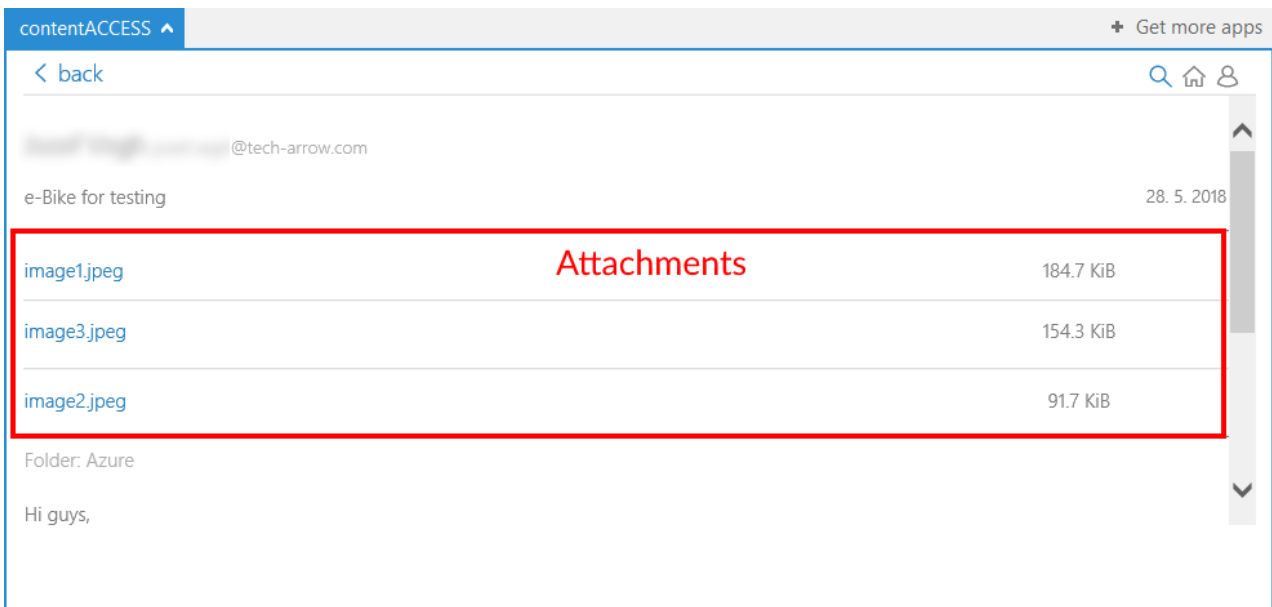 contentACCESS
+ Get more apps
back
@tech-arrow.com
e-Bike for testing 28. 5. 2018
Attachments
image1.jpeg 184.7 KiB
image3.jpeg 154.3 KiB
image2.jpeg 91.7 KiB
Folder: Azure
Hi guys,